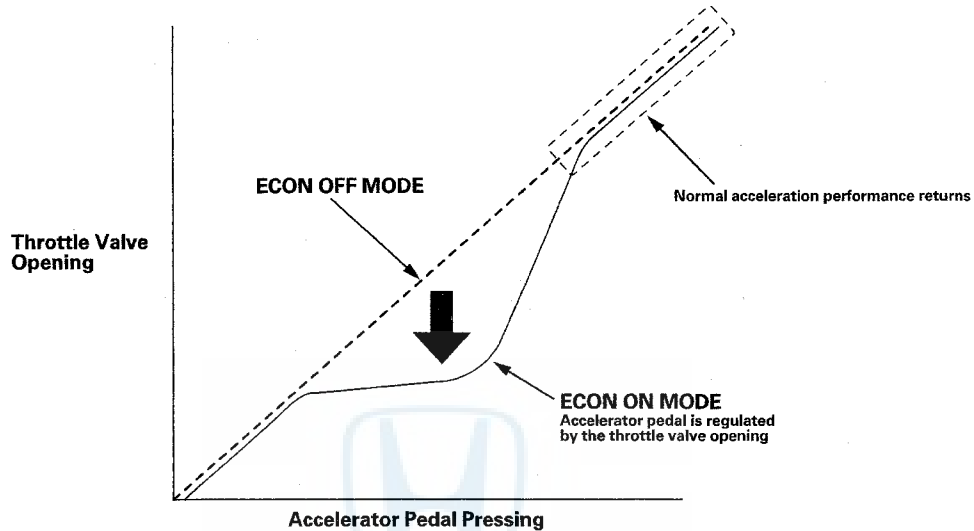 ECON OFF MODE
Normal acceleration performance returns
Throttle Valve
Opening
ECON ON MODE
Accelerator pedal is regulated
by the throttle valve opening
Accelerator Pedal Pressing